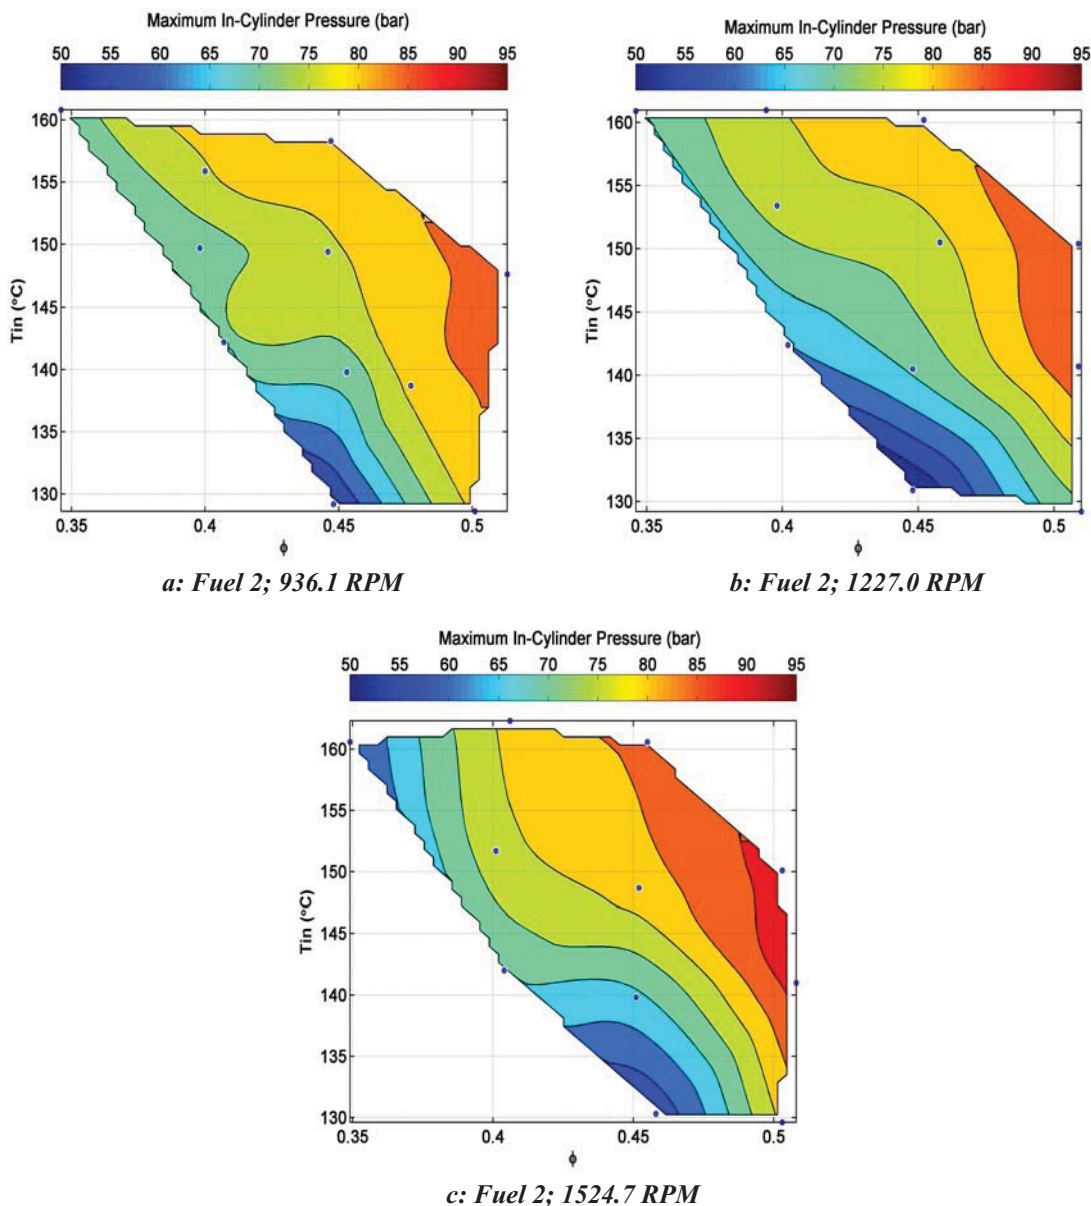 Maximum In-Cylinder Pressure (bar)
50 55 60 65 70 75 80 85 90 95
160
155
150
145
140
135
130
Tin (°C)
0.35 0.4 0.45 0.5
ϕ
a: Fuel 2; 936.1 RPM
Maximum In-Cylinder Pressure (bar)
50 55 60 65 70 75 80 85 90 95
160
155
150
145
140
135
130
Tin (°C)
0.35 0.4 0.45 0.5
ϕ
b: Fuel 2; 1227.0 RPM
Maximum In-Cylinder Pressure (bar)
50 55 60 65 70 75 80 85 90 95
160
155
150
145
140
135
130
Tin (°C)
0.35 0.4 0.45 0.5
ϕ
c: Fuel 2; 1524.7 RPM